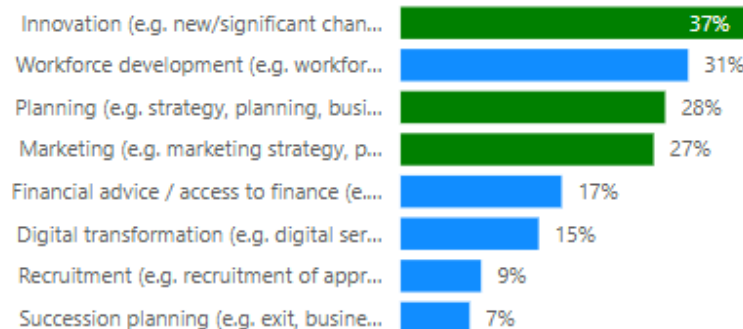 Innovation (e.g. new/significant chan... 37%
Workforce development (e.g. workfor... 31%
Planning (e.g. strategy, planning, busi... 28%
Marketing (e.g. marketing strategy, p... 27%
Financial advice / access to finance (e.... 17%
Digital transformation (e.g. digital ser... 15%
Recruitment (e.g. recruitment of appr... 9%
Succession planning (e.g. exit, busine... 7%